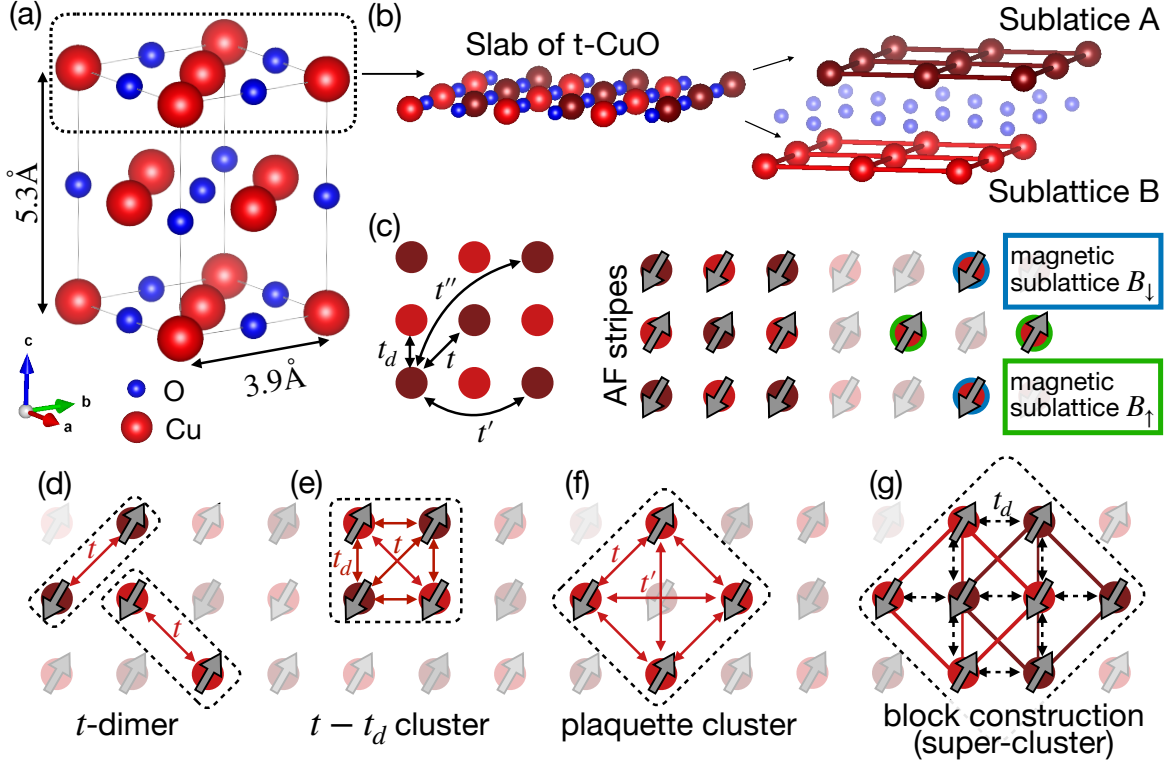 (a)
5.3Å
3.9Å
c
b
a
O
Cu
(b)
Slab of t-CuO
Sublatice A
Sublattice B
(c)
t''
t_d
t
t'
AF stripes
magnetic
sublattice B↓
magnetic
sublattice B↑
(d)
t
t
t-dimer
(e)
t
t_d
t − t_d cluster
(f)
t
t'
plaquette cluster
(g)
t_d
block construction
(super-cluster)